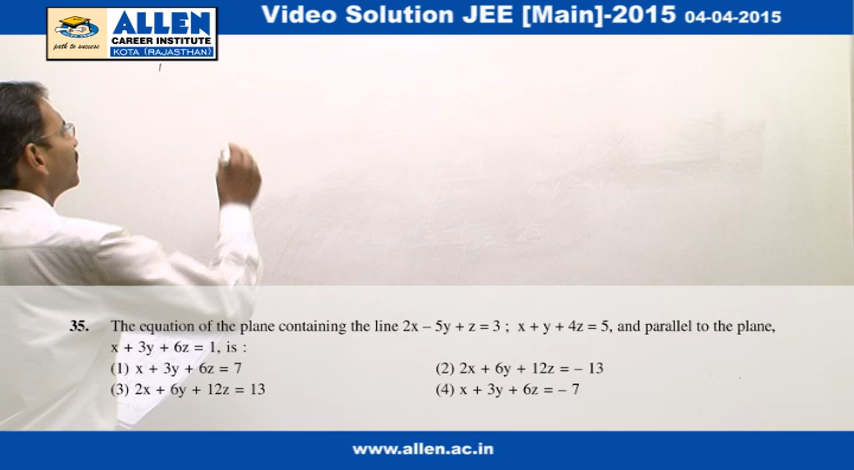 Video Solution JEE [Main]-2015 04-04-2015
path to success
ALLEN
CAREER INSTITUTE
KOTA (RAJASTHAN)
35. The equation of the plane containing the line 2x – 5y + z = 3 ; x + y + 4z = 5, and parallel to the plane,
x + 3y + 6z = 1, is :
(1) x + 3y + 6z = 7 (2) 2x + 6y + 12z = – 13
(3) 2x + 6y + 12z = 13 (4) x + 3y + 6z = – 7
www.allen.ac.in